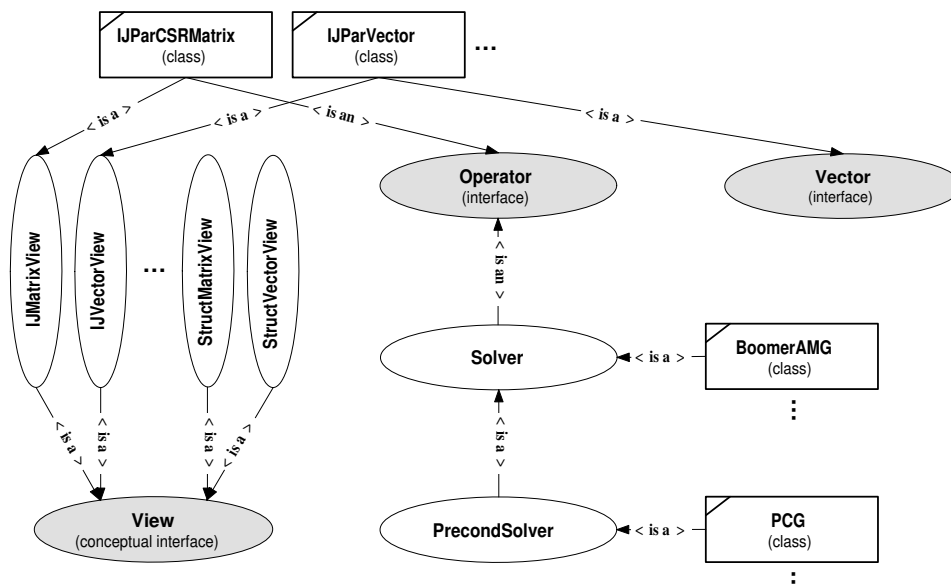 IJParCSRMatrix
(class)
IJParVector
(class)
...
< is a >
< is a >
< is an >
< is a >
IJMatrixView
IJVectorView
...
StructMatrixView
StructVectorView
Operator
(interface)
Vector
(interface)
< is an >
Solver
< is a >
BoomerAMG
(class)
...
< is a >
< is a >
< is a >
< is a >
< is a >
View
(conceptual interface)
PrecondSolver
< is a >
PCG
(class)
...